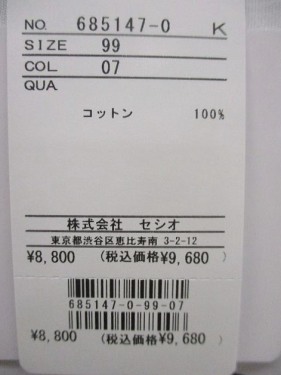 NO. 685147-0 K
SIZE 99
COL 07
QUA.
コットン 100%
株式会社 セシオ
東京都渋谷区恵比寿南 3-2-12
¥8,800 (税込価格¥9,680)
685147-0-99-07
¥8,800 (税込価格¥9,680)